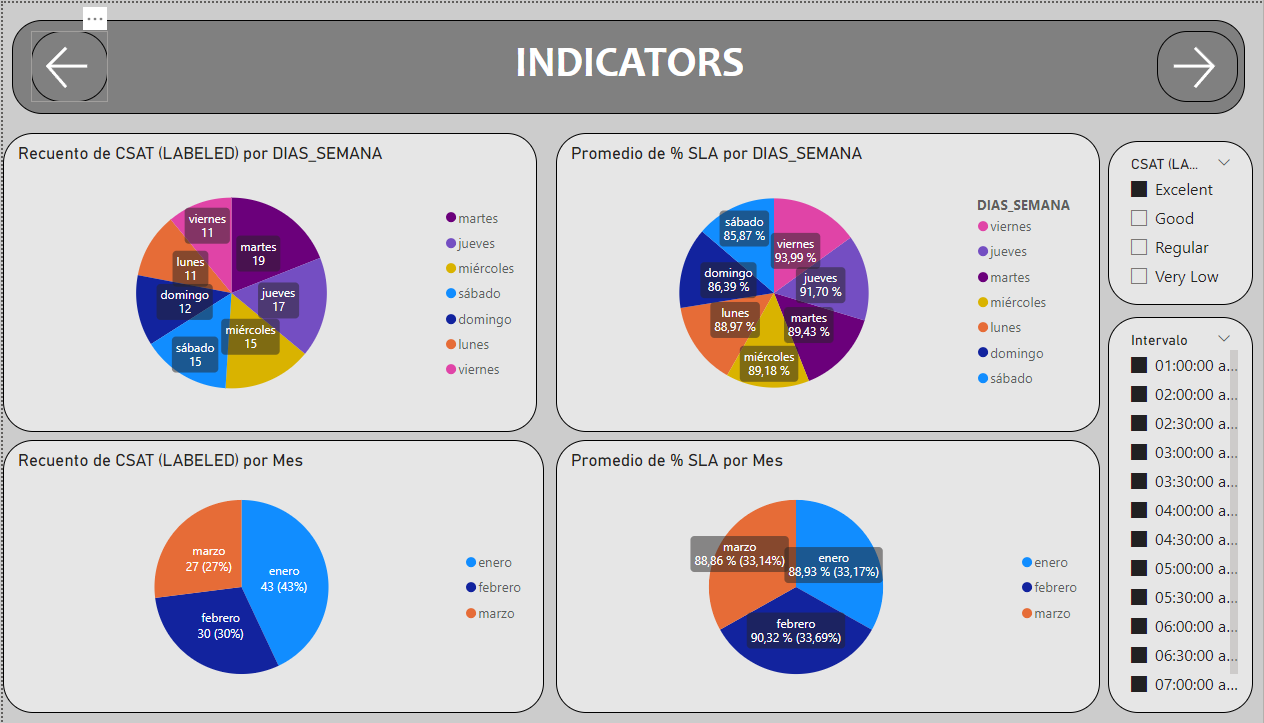 INDICATORS
Recuento de CSAT (LABELED) por DIAS_SEMANA
viernes
11
martes
19
lunes
11
jueves
17
domingo
12
miércoles
15
sábado
15
martes
jueves
miércoles
sábado
domingo
lunes
viernes
Promedio de % SLA por DIAS_SEMANA
sábado
85,87 %
viernes
93,99 %
domingo
86,39 %
jueves
91,70 %
lunes
88,97 %
martes
89,43 %
miércoles
89,18 %
DIAS_SEMANA
viernes
jueves
martes
miércoles
lunes
domingo
sábado
CSAT (LA...
Excelent
Good
Regular
Very Low
Recuento de CSAT (LABELED) por Mes
marzo
27 (27%)
enero
43 (43%)
febrero
30 (30%)
enero
febrero
marzo
Promedio de % SLA por Mes
marzo
88,86 % (33,14%)
enero
88,93 % (33,17%)
febrero
90,32 % (33,69%)
enero
febrero
marzo
Intervalo
01:00:00 a...
02:00:00 a...
02:30:00 a...
03:00:00 a...
03:30:00 a...
04:00:00 a...
04:30:00 a...
05:00:00 a...
05:30:00 a...
06:00:00 a...
06:30:00 a...
07:00:00 a...